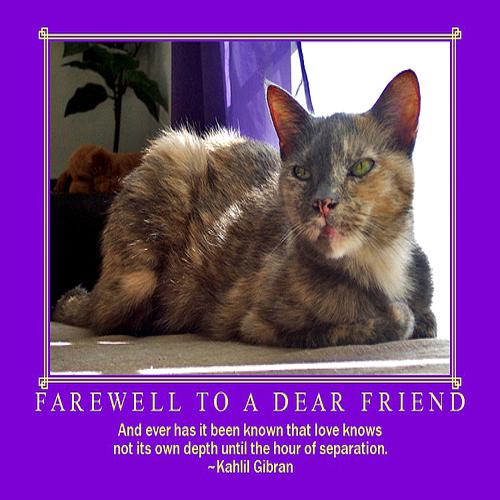 FAREWELL TO A DEAR FRIEND
And ever has it been known that love knows
not its own depth until the hour of separation.
~Kahlil Gibran